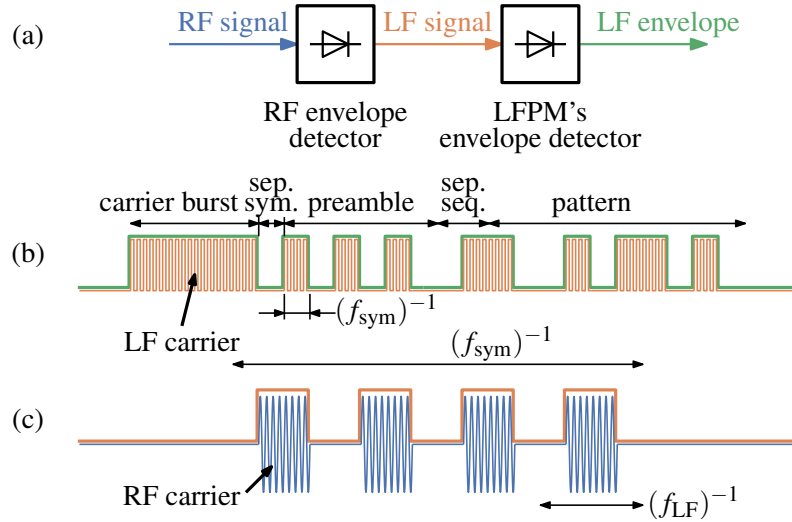 (a)
RF signal
LF signal
LF envelope
RF envelope
detector
LFPM's
envelope detector
(b)
carrier burst
sep.
sym.
preamble
sep.
seq.
pattern
LF carrier
(f_sym)⁻¹
(f_sym)⁻¹
(c)
RF carrier
(f_LF)⁻¹